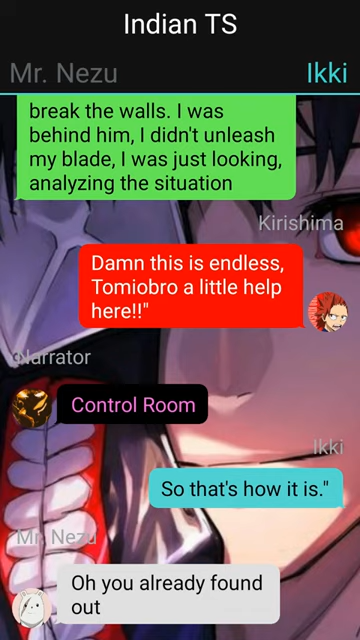 Indian TS
Mr. Nezu
Ikki
break the walls. I was
behind him, I didn't unleash
my blade, I was just looking,
analyzing the situation
Kirishima
Damn this is endless,
Tomiobro a little help
here!!"
Narrator
Control Room
Ikki
So that's how it is."
Mr. Nezu
Oh you already found
out